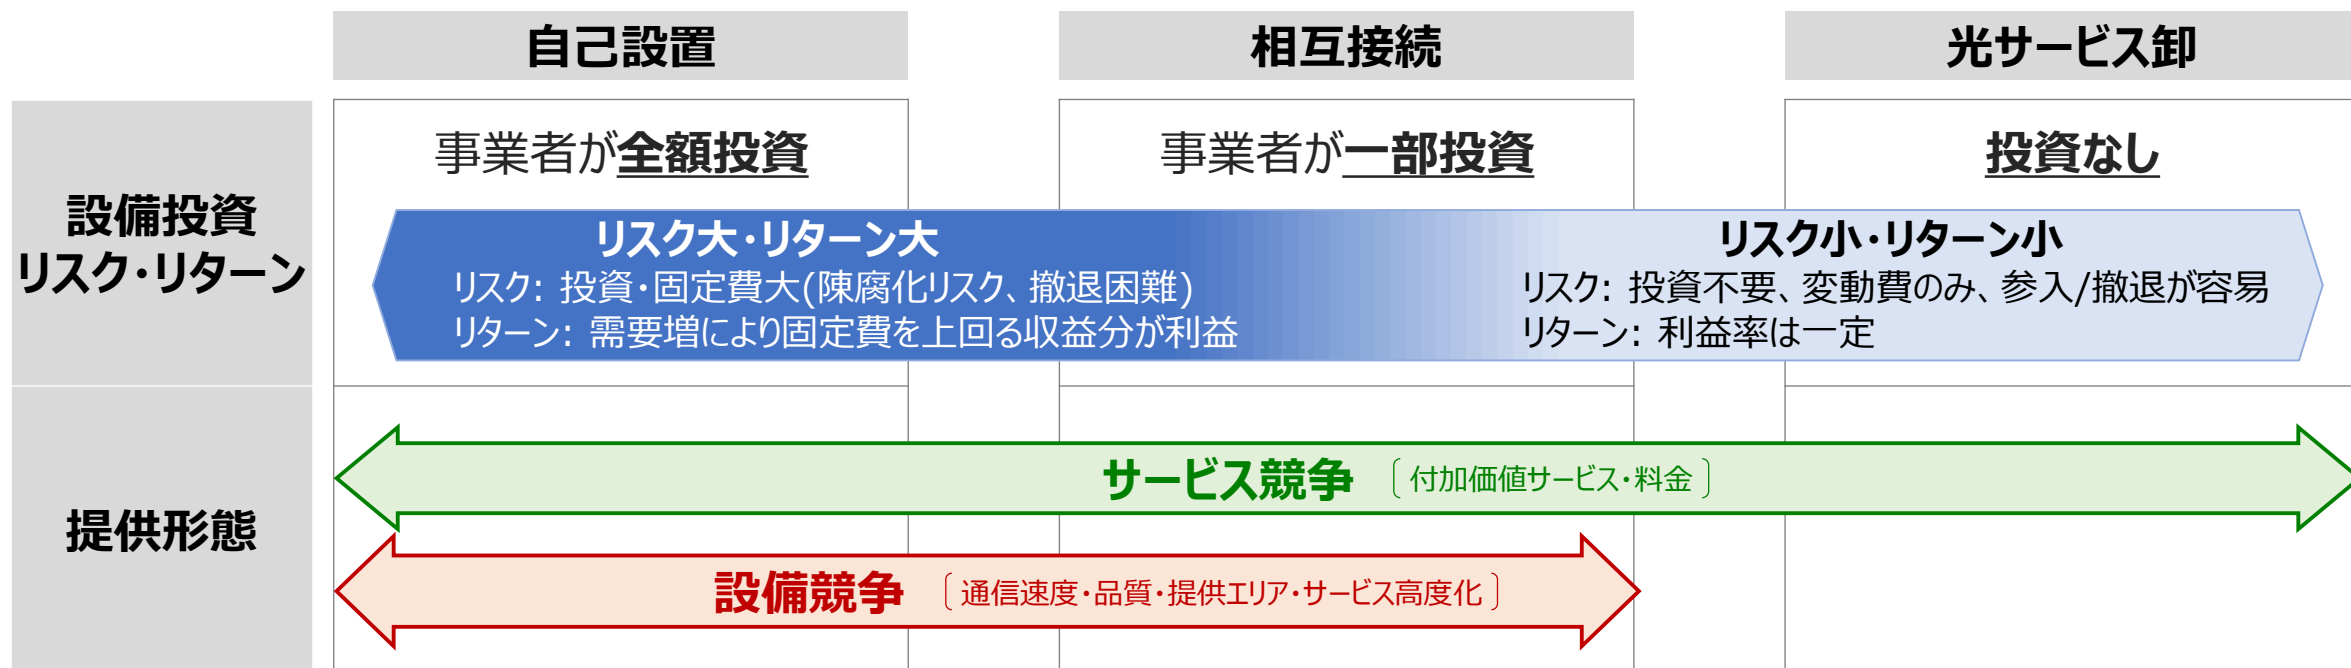 自己設置
相互接続
光サービス卸
設備投資
リスク・リターン
事業者が全額投資
事業者が一部投資
投資なし
リスク大・リターン大
リスク: 投資・固定費大(陳腐化リスク、撤退困難)
リターン: 需要増により固定費を上回る収益分が利益
リスク小・リターン小
リスク: 投資不要、変動費のみ、参入/撤退が容易
リターン: 利益率は一定
提供形態
サービス競争 〔付加価値サービス・料金〕
設備競争 〔通信速度・品質・提供エリア・サービス高度化〕